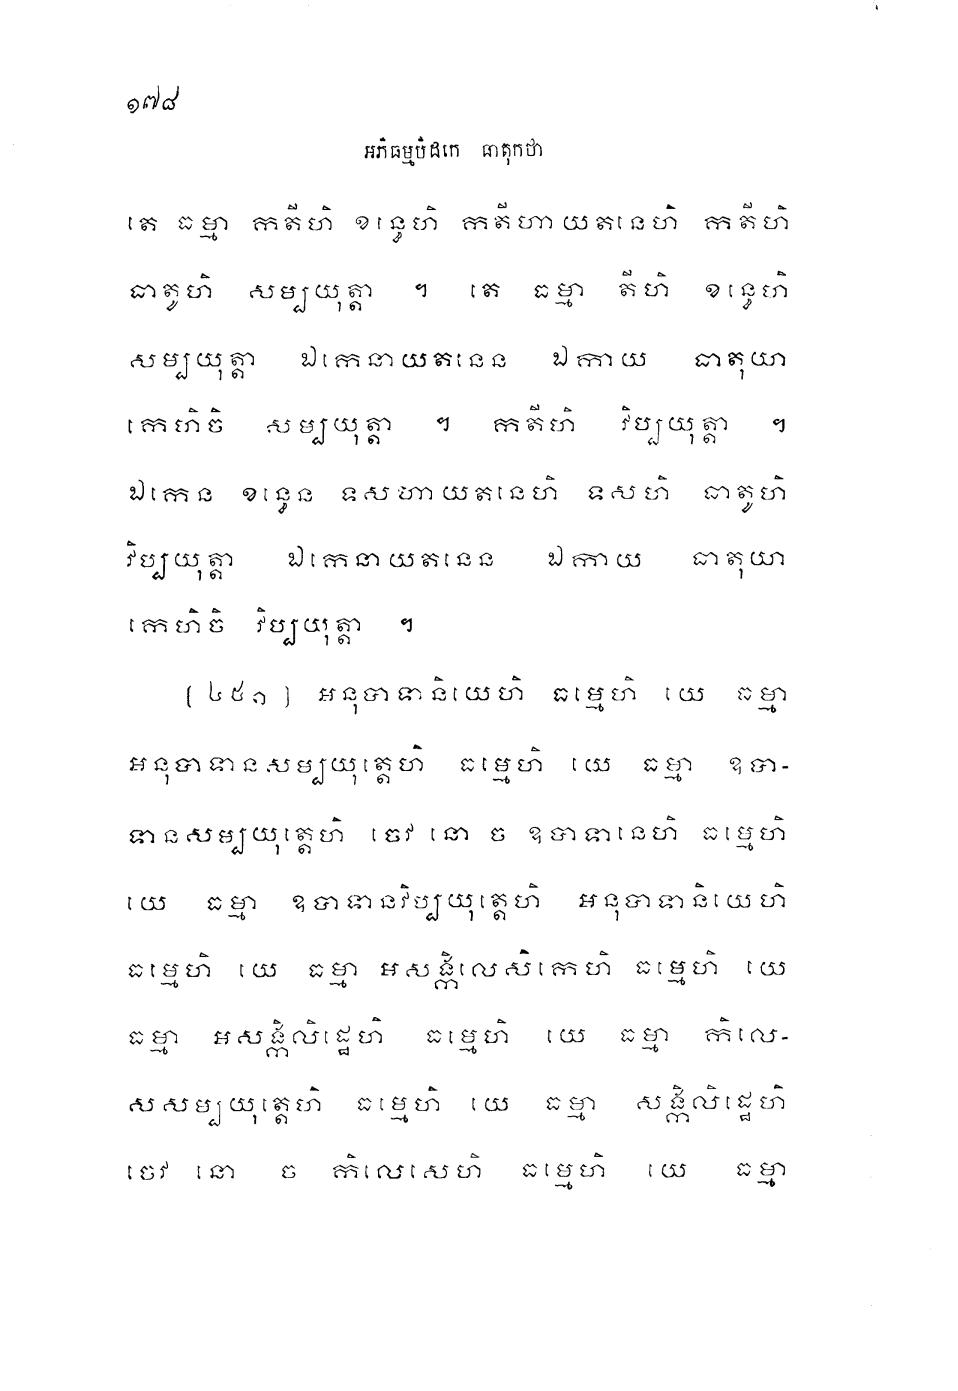 ១៧៨
អភិធម្មបិដកេ ធាតុកថា
តេ ធម្មា កតីហិ ខន្ធេហិ កតីហាយតនេហិ កតីហិ
ធាតូហិ សម្បយុត្តា ។ តេ ធម្មា តីហិ ខន្ធេហិ
សម្បយុត្តា ឯកេនាយតនេន ឯកាយ ធាតុយា
កេហិចិ សម្បយុត្តា ។ កតីហិ វិប្បយុត្តា ។
ឯកេន ខន្ធេន ទសហាយតនេហិ ទសហិ ធាតូហិ
វិប្បយុត្តា ឯកេនាយតនេន ឯកាយ ធាតុយា
កេហិចិ វិប្បយុត្តា ។
(៤៥១) អនុបាទានិយេហិ ធម្មេហិ យេ ធម្មា
អនុបាទានសម្បយុត្តេហិ ធម្មេហិ យេ ធម្មា ឧបា-
ទានសម្បយុត្តេហិ ចេវ នោ ច ឧបាទានេហិ ធម្មេហិ
យេ ធម្មា ឧបាទានវិប្បយុត្តេហិ អនុបាទានិយេហិ
ធម្មេហិ យេ ធម្មា អសង្កិលេសិកេហិ ធម្មេហិ យេ
ធម្មា អសង្កិលិដ្ឋេហិ ធម្មេហិ យេ ធម្មា កិលេ-
សសម្បយុត្តេហិ ធម្មេហិ យេ ធម្មា សង្កិលិដ្ឋេហិ
ចេវ នោ ច កិលេសេហិ ធម្មេហិ យេ ធម្មា